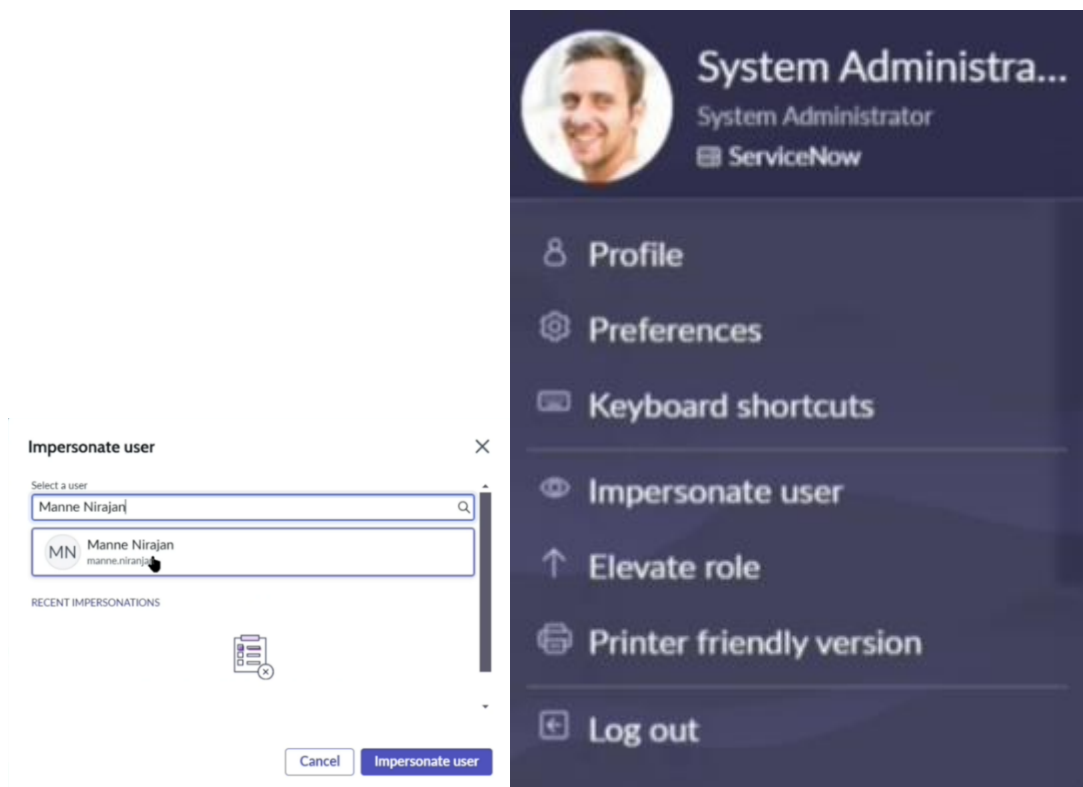 Impersonate user
Select a user
Manne Nirajan
MN
Manne Nirajan
RECENT IMPERSONATIONS
Cancel
Impersonate user
System Administra...
System Administrator
ServiceNow
Profile
Preferences
Keyboard shortcuts
Impersonate user
Elevate role
Printer friendly version
Log out